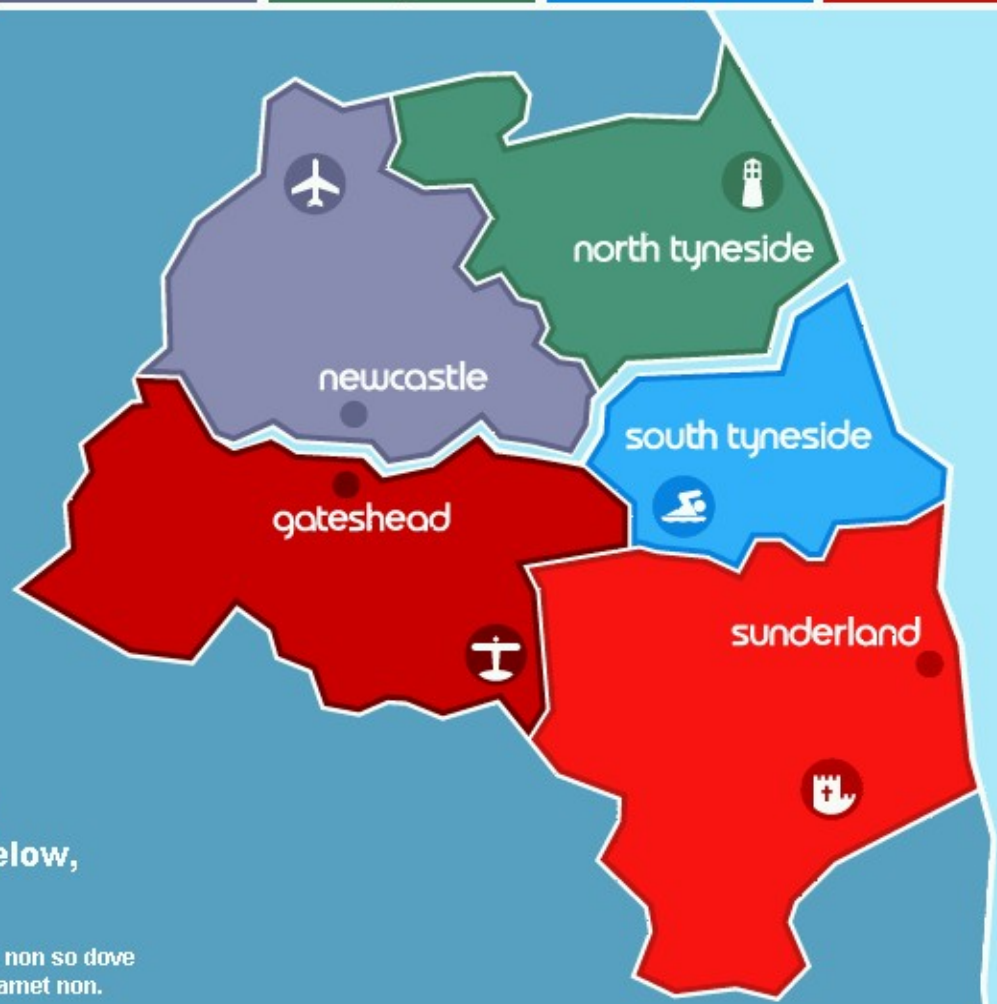 north tyneside
newcastle
south tyneside
gateshead
sunderland
elow,
non so dove
amet non.